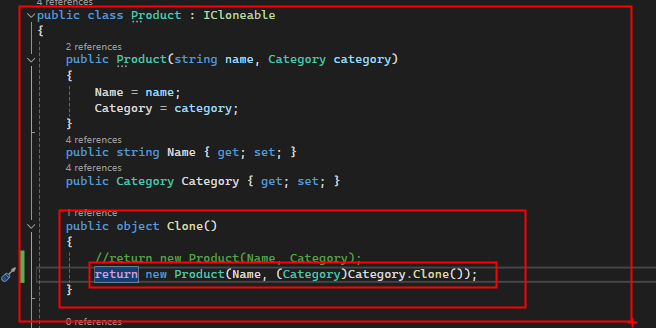 4 references
public class Product : ICloneable
{
2 references
public Product(string name, Category category)
{
Name = name;
Category = category;
}
4 references
public string Name { get; set; }
4 references
public Category Category { get; set; }
1 reference
public object Clone()
{
//return new Product(Name, Category);
return new Product(Name, (Category)Category.Clone());
}
0 references